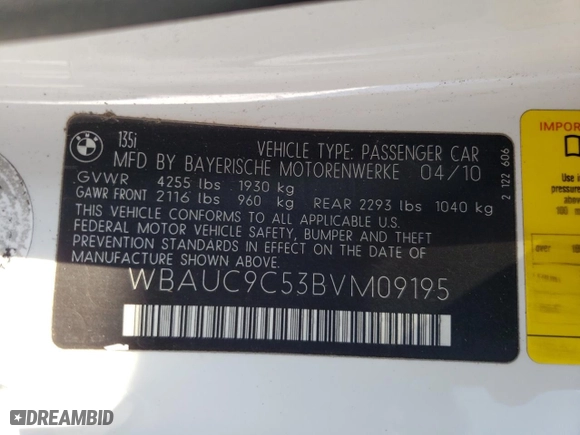 BMW
135i
VEHICLE TYPE: PASSENGER CAR
MFD BY BAYERISCHE MOTORENWERKE 04/10
GVWR 4255 lbs 1930 kg
GAWR FRONT 2116 lbs 960 kg REAR 2293 lbs 1040 kg
THIS VEHICLE CONFORMS TO ALL APPLICABLE U.S.
FEDERAL MOTOR VEHICLE SAFETY, BUMPER AND THEFT
PREVENTION STANDARDS IN EFFECT ON THE DATE OF
MANUFACTURE SHOWN ABOVE.
WBAUC9C53BVM09195
2 122 606
IMPOR
DREAMBID